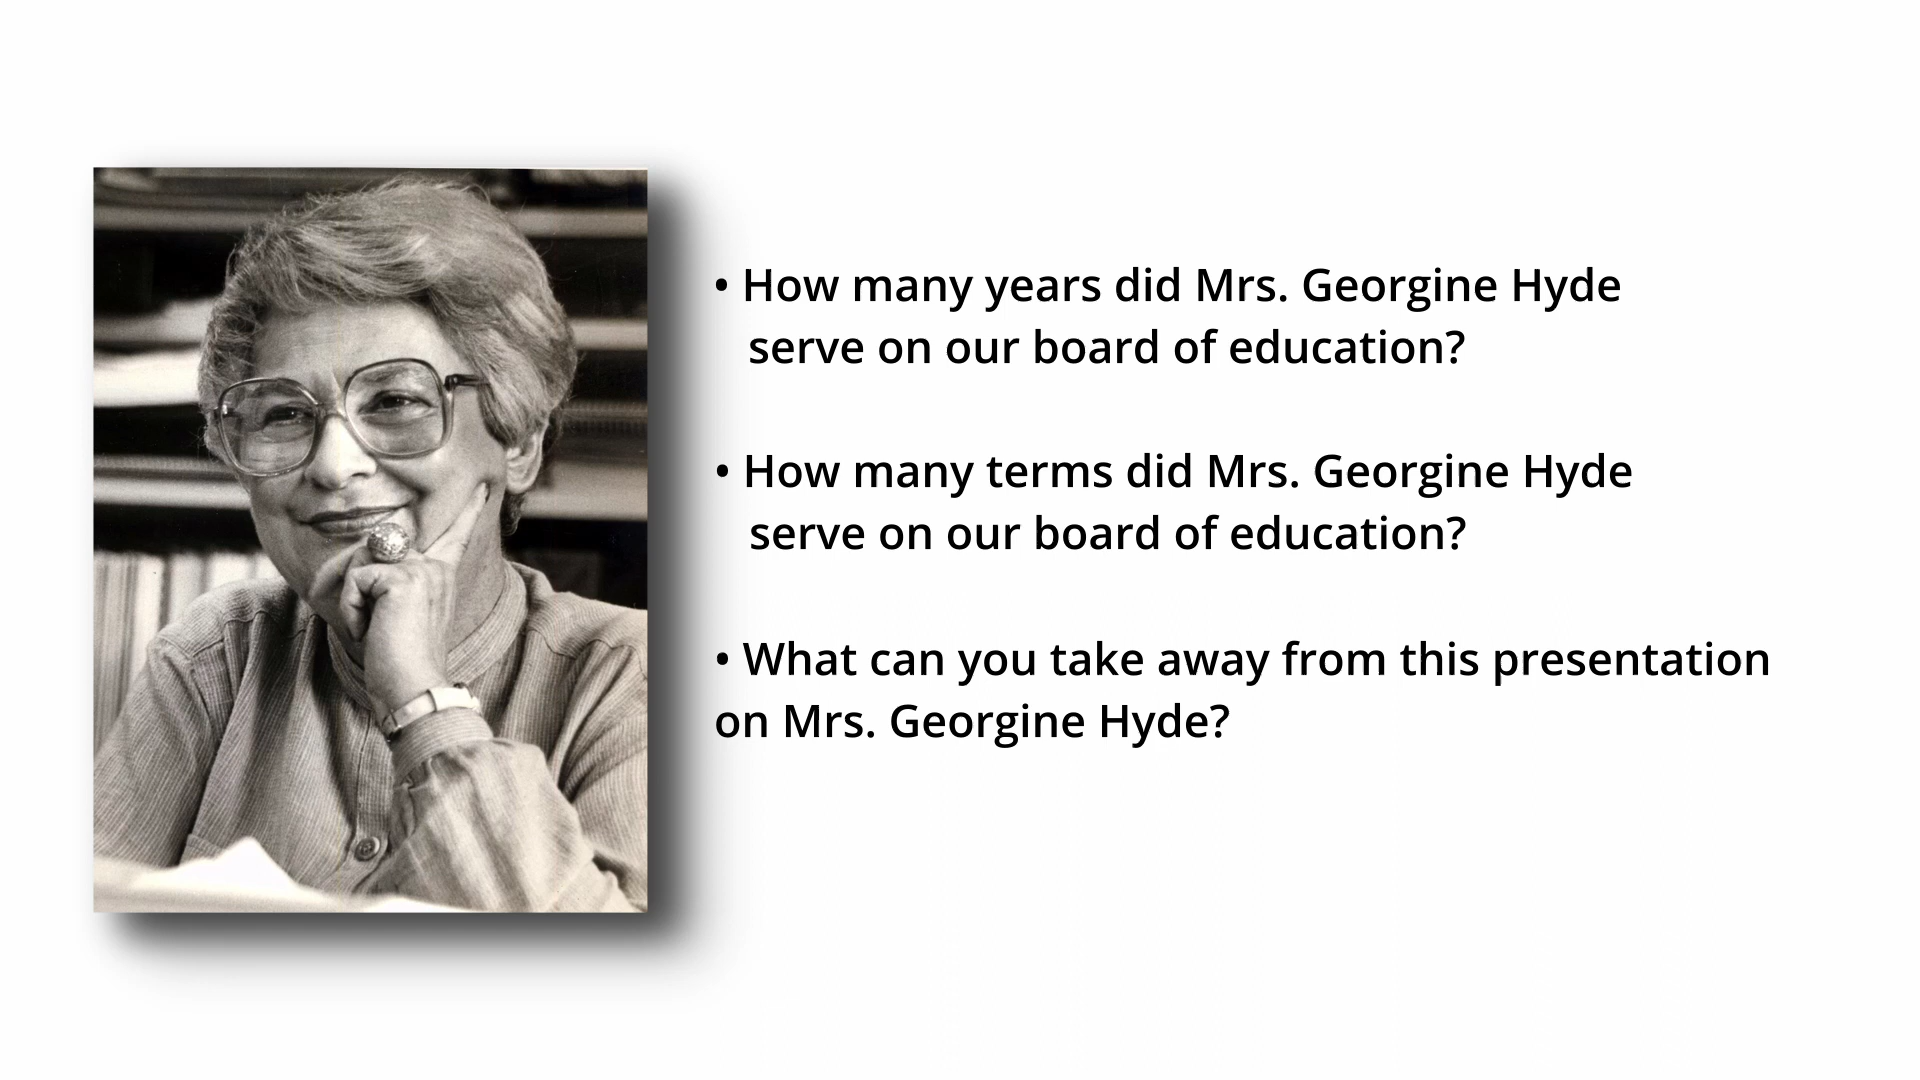 • How many years did Mrs. Georgine Hyde
serve on our board of education?
• How many terms did Mrs. Georgine Hyde
serve on our board of education?
• What can you take away from this presentation
on Mrs. Georgine Hyde?